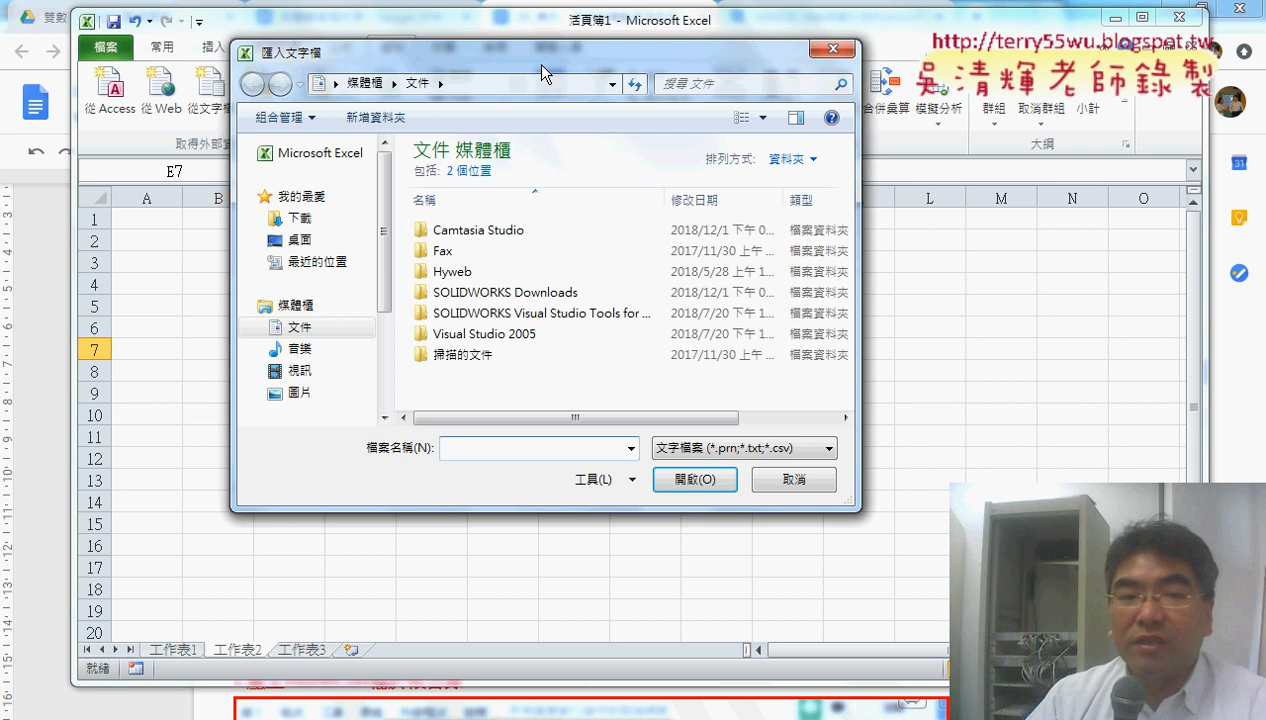 雙數
活頁簿1 - Microsoft Excel
http://terry55wu.blogspot.tw
吳清輝老師錄製
檔案 常用 插入
匯入文字檔
從 Access 從 Web 從文字檔
合併彙算 模擬分析 群組 取消群組 小計
取得外部資 大綱
媒體櫃 文件 搜尋 文件
組合管理 新增資料夾
E7
Microsoft Excel
文件 媒體櫃
包括: 2 個位置
排列方式: 資料夾
我的最愛
下載
桌面
最近的位置
媒體櫃
文件
音樂
視訊
圖片
名稱 修改日期 類型
Camtasia Studio 2018/12/1 下午 0... 檔案資料夾
Fax 2017/11/30 上午 ... 檔案資料夾
Hyweb 2018/5/28 上午 1... 檔案資料夾
SOLIDWORKS Downloads 2018/12/1 下午 0... 檔案資料夾
SOLIDWORKS Visual Studio Tools for ... 2018/7/20 下午 1... 檔案資料夾
Visual Studio 2005 2018/7/20 下午 1... 檔案資料夾
掃描的文件 2017/11/30 上午 ... 檔案資料夾
檔案名稱(N): 文字檔案 (*.prn;*.txt;*.csv)
工具(L) 開啟(O) 取消
A B L M N O
1
2
3
4
5
6
7
8
9
10
11
12
13
14
15
16
17
18
19
20
工作表1 工作表2 工作表3
就緒
31